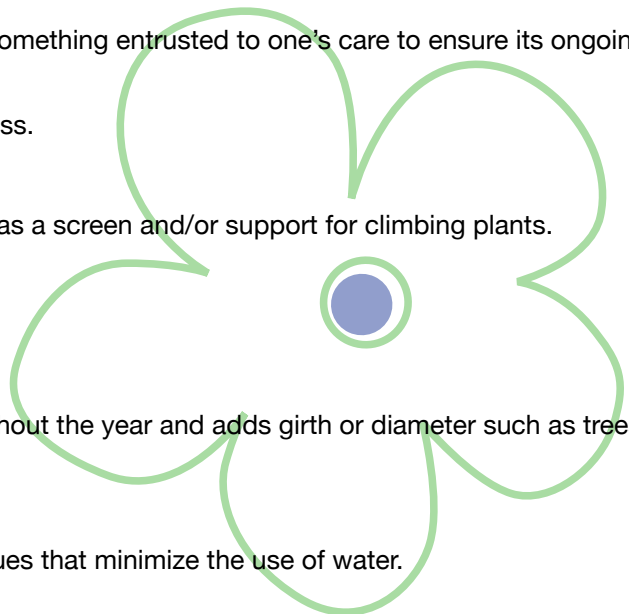 omething entrusted to one's care to ensure its ongoin
ss.
as a screen and/or support for climbing plants.
hout the year and adds girth or diameter such as tree
ues that minimize the use of water.